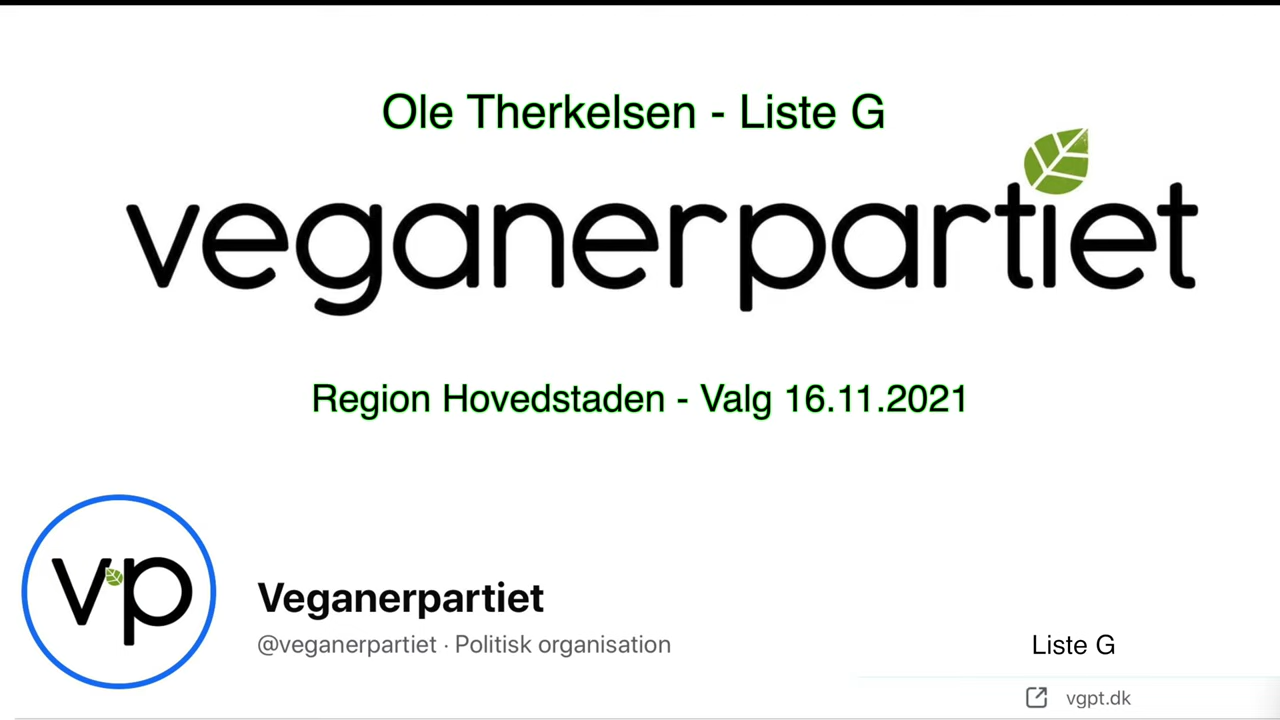 Ole Therkelsen - Liste G
veganerpartiet
Region Hovedstaden - Valg 16.11.2021
vp
Veganerpartiet
@veganerpartiet · Politisk organisation
Liste G
vgpt.dk